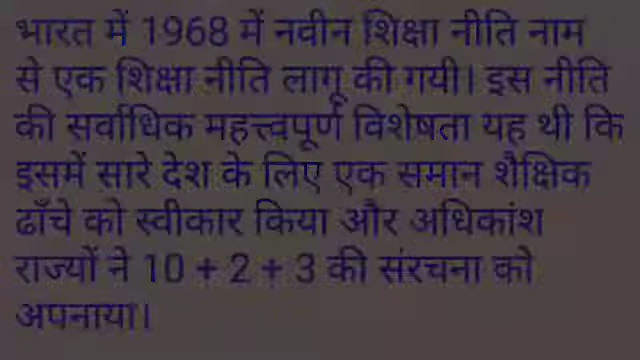 भारत में 1968 में नवीन शिक्षा नीति नाम
से एक शिक्षा नीति लागू की गयी। इस नीति
की सर्वाधिक महत्त्वपूर्ण विशेषता यह थी कि
इसमें सारे देश के लिए एक समान शैक्षिक
ढाँचे को स्वीकार किया और अधिकांश
राज्यों ने 10 + 2 + 3 की संरचना को
अपनाया।